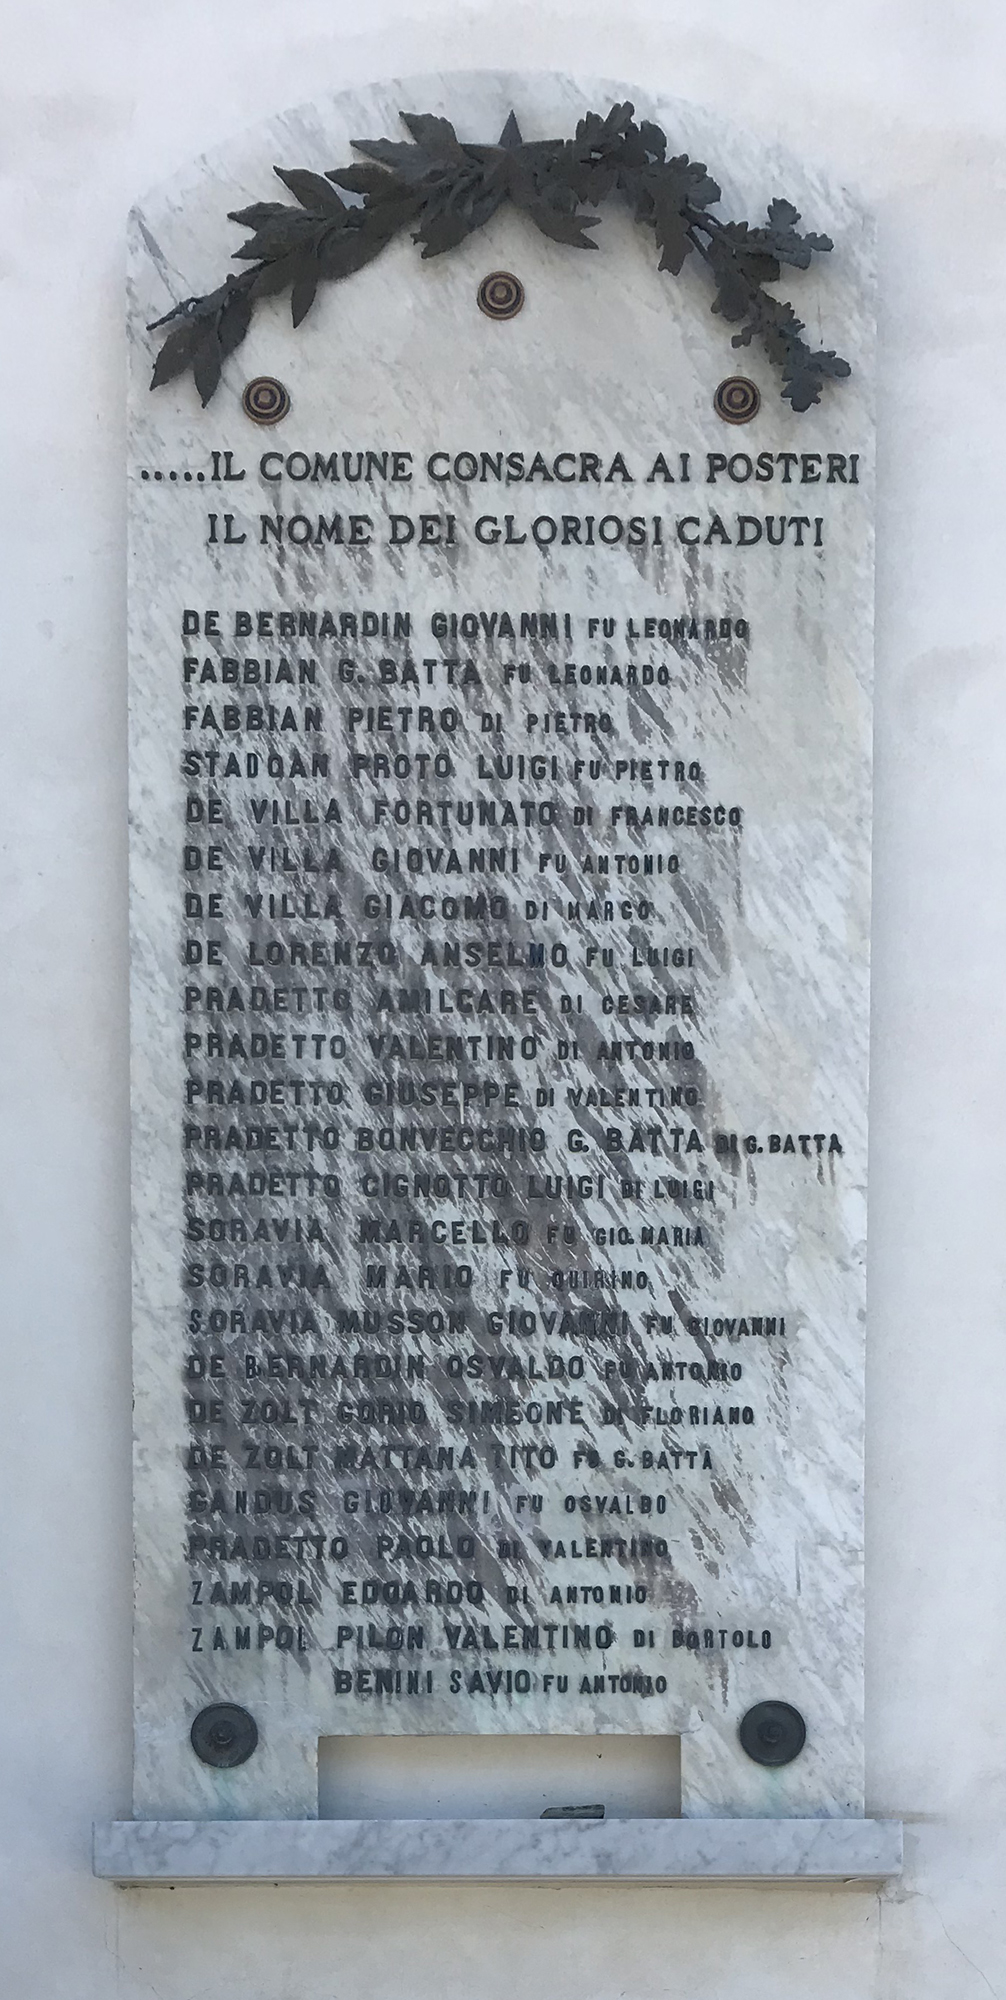 .....IL COMUNE CONSACRA AI POSTERI
IL NOME DEI GLORIOSI CADUTI
DE BERNARDIN GIOVANNI FU LEONARDO
FABBIAN G. BATTA FU LEONARDO
FABBIAN PIETRO DI PIETRO
STADOAN PROTO LUIGI FU PIETRO
DE VILLA FORTUNATO DI FRANCESCO
DE VILLA GIOVANNI FU ANTONIO
DE VILLA GIACOMO DI MARCO
DE LORENZO ANSELMO FU LUIGI
PRADETTO AMILCARE DI CESARE
PRADETTO VALENTINO DI ANTONIO
PRADETTO GIUSEPPE DI VALENTINO
PRADETTO BONVECCHIO G. BATTA DI G. BATTA
PRADETTO CIGNOTTO LUIGI DI LUIGI
SORAVIA MARCELLO FU GIO. MARIA
SORAVIA MARIO FU QUIRINO
SORAVIA MUSSON GIOVANNI FU GIOVANNI
DE BERNARDIN OSVALDO FU ANTONIO
DE ZOLT GORIO SIMEONE DI FLORIANO
DE ZOLT MATTANA TITO FU G. BATTA
GANDUS GIOVANNI FU OSVALDO
PRADETTO PAOLO DI VALENTINO
ZAMPOL EDOARDO DI ANTONIO
ZAMPOL PILON VALENTINO DI BORTOLO
BENINI SAVIO FU ANTONIO